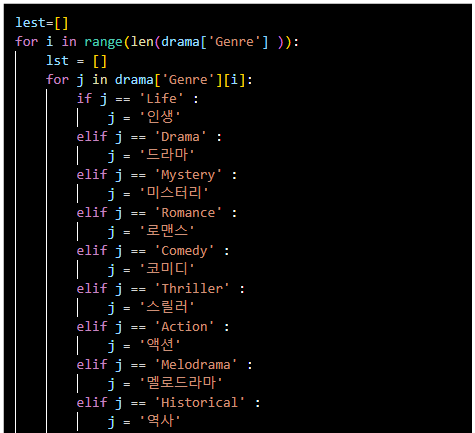 lest=[]
for i in range(len(drama['Genre'] )):
    lst = []
    for j in drama['Genre'][i]:
        if j == 'Life' :
            j = '인생'
        elif j == 'Drama' :
            j = '드라마'
        elif j == 'Mystery' :
            j = '미스터리'
        elif j == 'Romance' :
            j = '로맨스'
        elif j == 'Comedy' :
            j = '코미디'
        elif j == 'Thriller' :
            j = '스릴러'
        elif j == 'Action' :
            j = '액션'
        elif j == 'Melodrama' :
            j = '멜로드라마'
        elif j == 'Historical' :
            j = '역사'